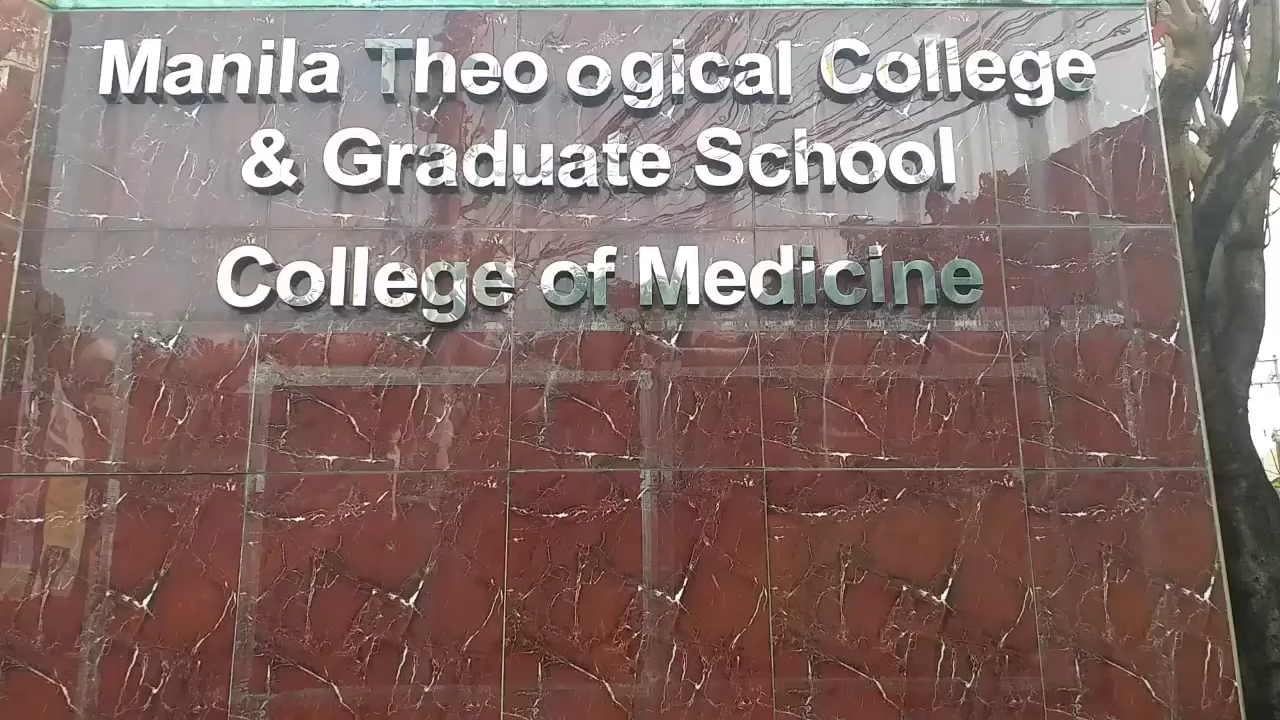 Manila Theo ogical College
& Graduate School
College of Medicine